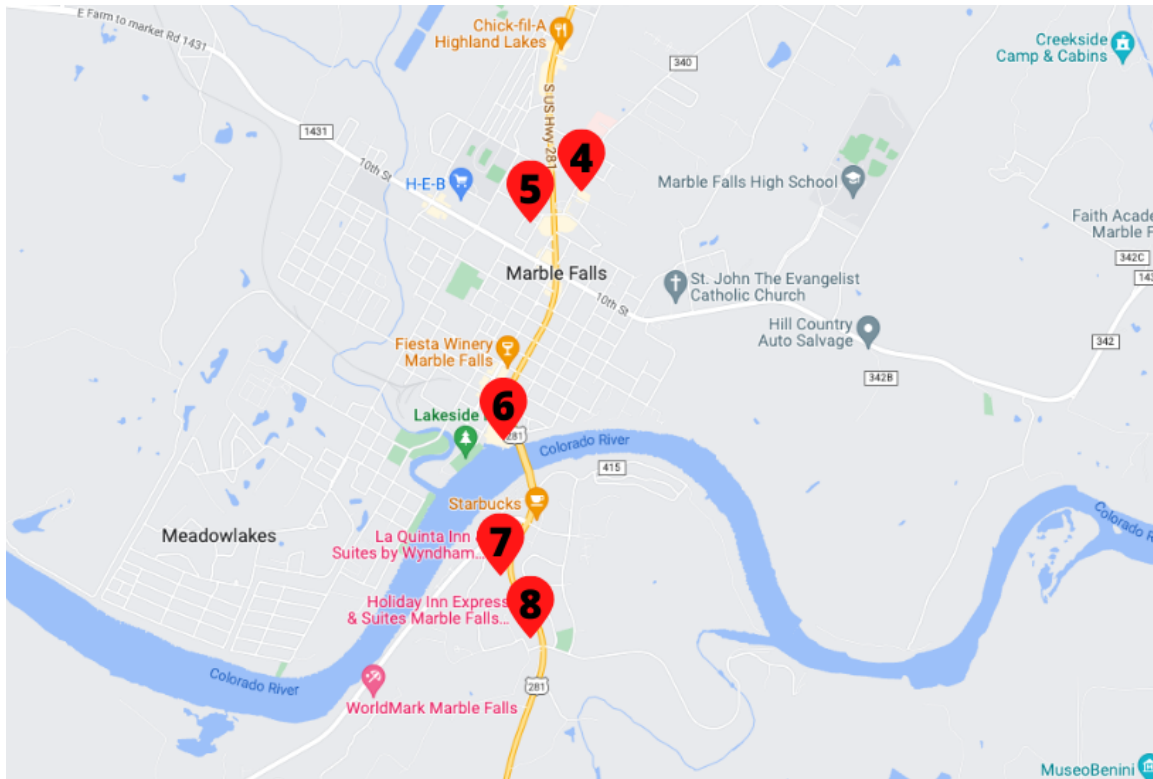 E Farm to market Rd 1431
Chick-fil-A
Highland Lakes
Creekside
Camp & Cabins
340
S US Hwy 281
1431
10th St
4
5
H-E-B
Marble Falls High School
Faith Acade
Marble F
342C
143
Marble Falls
10th St
St. John The Evangelist
Catholic Church
Hill Country
Auto Salvage
342
342B
Fiesta Winery
Marble Falls
6
Lakeside
281
Colorado River
415
Starbucks
Meadowlakes
Colorado River
La Quinta Inn
Suites by Wyndham...
7
Holiday Inn Express
& Suites Marble Falls...
8
Colorado River
281
WorldMark Marble Falls
MuseoBenini